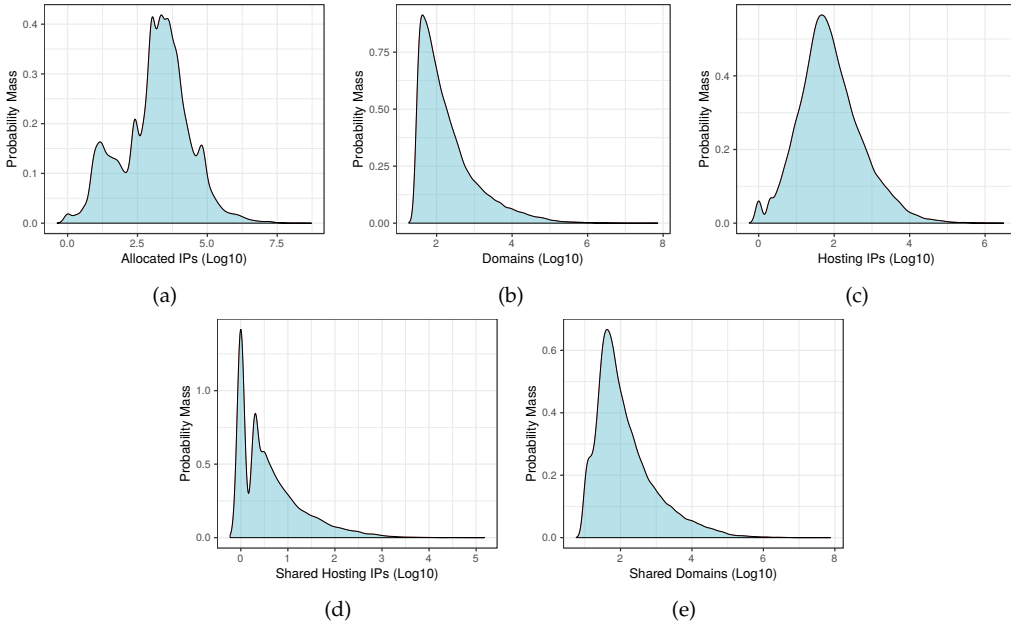 0.4
0.3
0.2
0.1
0.0
Probability Mass
0.0 2.5 5.0 7.5
Allocated IPs (Log10)
(a)
0.75
0.50
0.25
0.00
Probability Mass
2 4 6 8
Domains (Log10)
(b)
0.4
0.2
0.0
Probability Mass
0 2 4 6
Hosting IPs (Log10)
(c)
1.0
0.5
0.0
Probability Mass
0 1 2 3 4 5
Shared Hosting IPs (Log10)
(d)
0.6
0.4
0.2
0.0
Probability Mass
2 4 6 8
Shared Domains (Log10)
(e)